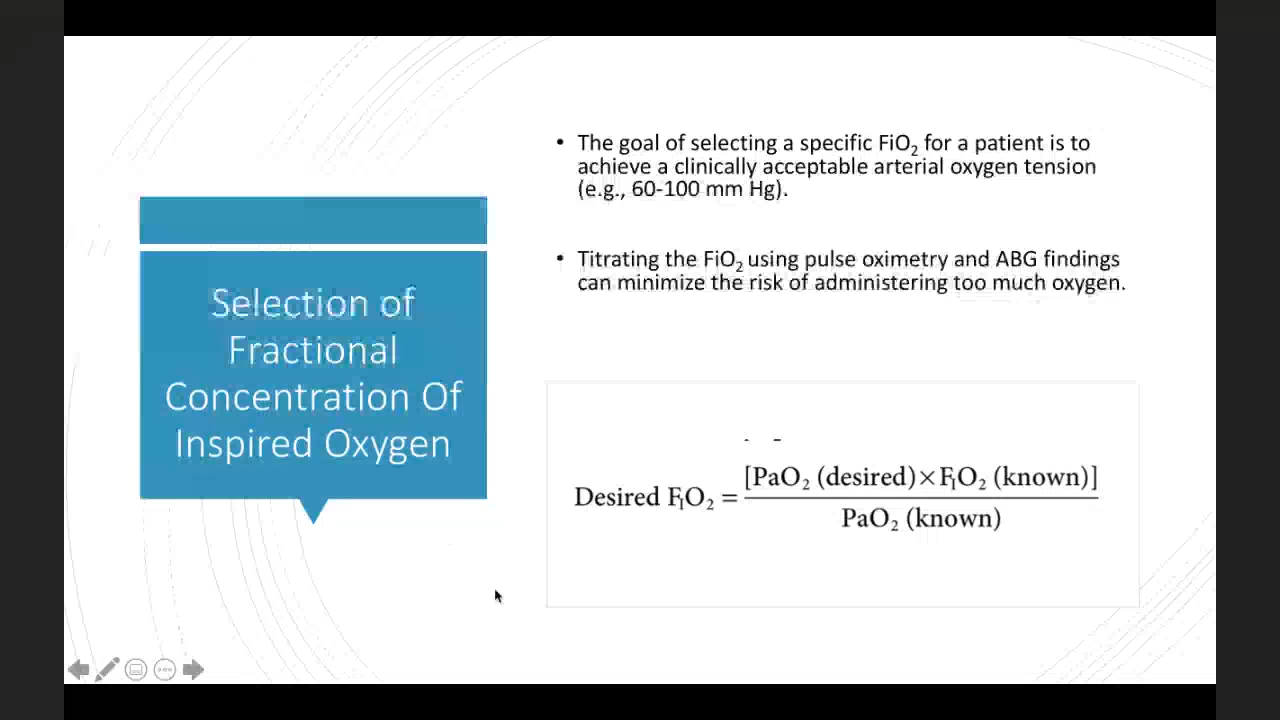 Selection of
Fractional
Concentration Of
Inspired Oxygen
• The goal of selecting a specific FiO₂ for a patient is to
achieve a clinically acceptable arterial oxygen tension
(e.g., 60-100 mm Hg).
• Titrating the FiO₂ using pulse oximetry and ABG findings
can minimize the risk of administering too much oxygen.
Desired FIO₂ = [PaO₂ (desired)×FIO₂ (known)]
PaO₂ (known)